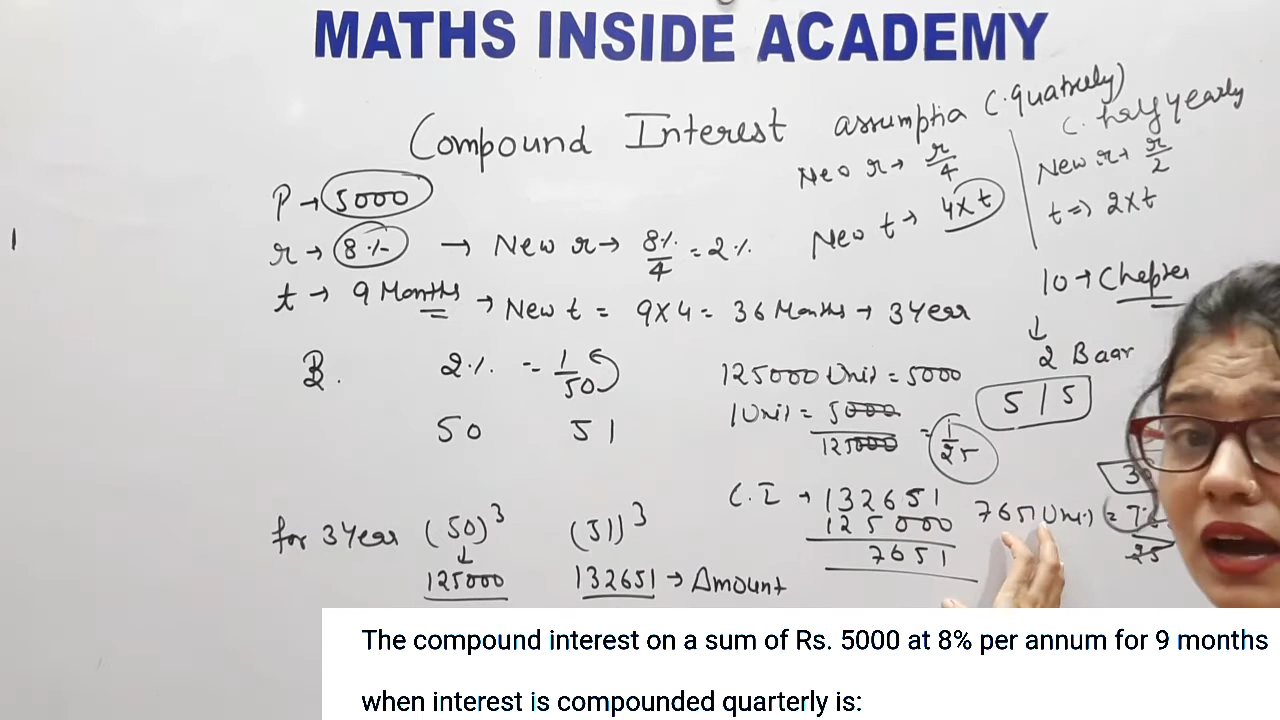 MATHS INSIDE ACADEMY
Compound Interest
assumptia (C. quatruly)
New r → r/4
New t → 4×t
C. half yearly
New r → r/2
t ⇒ 2×t
P → 5000
r → 8% → New r → 8%/4 = 2%
t → 9 Months → New t = 9×4 = 36 Months → 3 Year
2% = 1/50
50 51
for 3 Year (50)³ (51)³
↓
125000 132651 → Amount
125000 Unit = 5000
1 Unit = 5000/125000 = 1/25
C.I → 132651
125000
7651
7651 Unit =
25
10 → Chepter
↓
2 Baar
5 | 5
The compound interest on a sum of Rs. 5000 at 8% per annum for 9 months
when interest is compounded quarterly is: